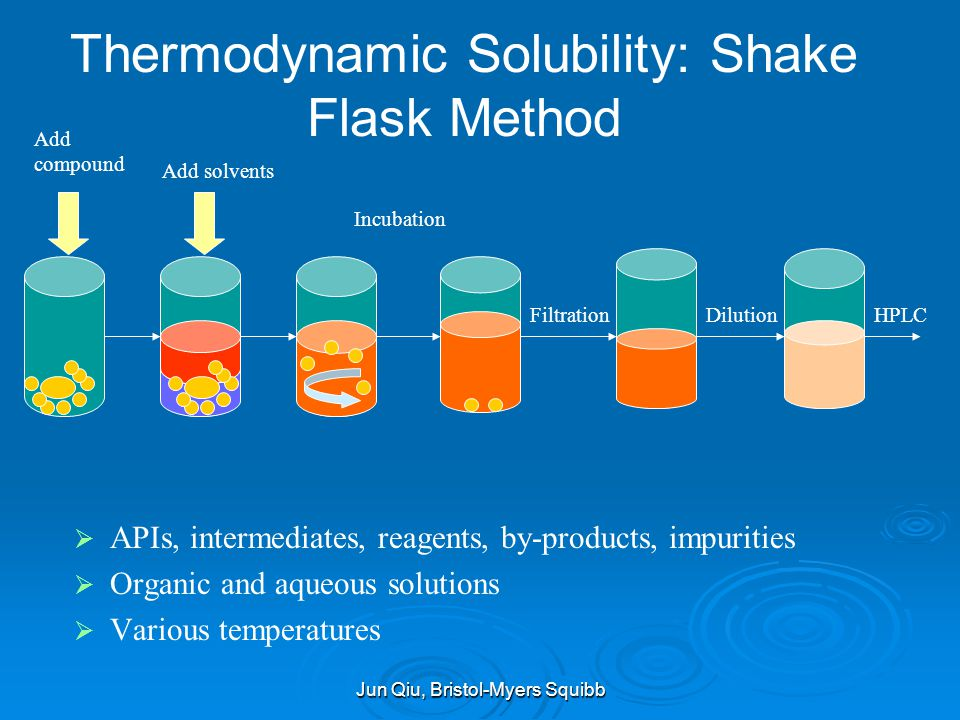 Thermodynamic Solubility: Shake
Flask Method
Add
compound
Add solvents
Incubation
Filtration
Dilution
HPLC
APIs, intermediates, reagents, by-products, impurities
Organic and aqueous solutions
Various temperatures
Jun Qiu, Bristol-Myers Squibb